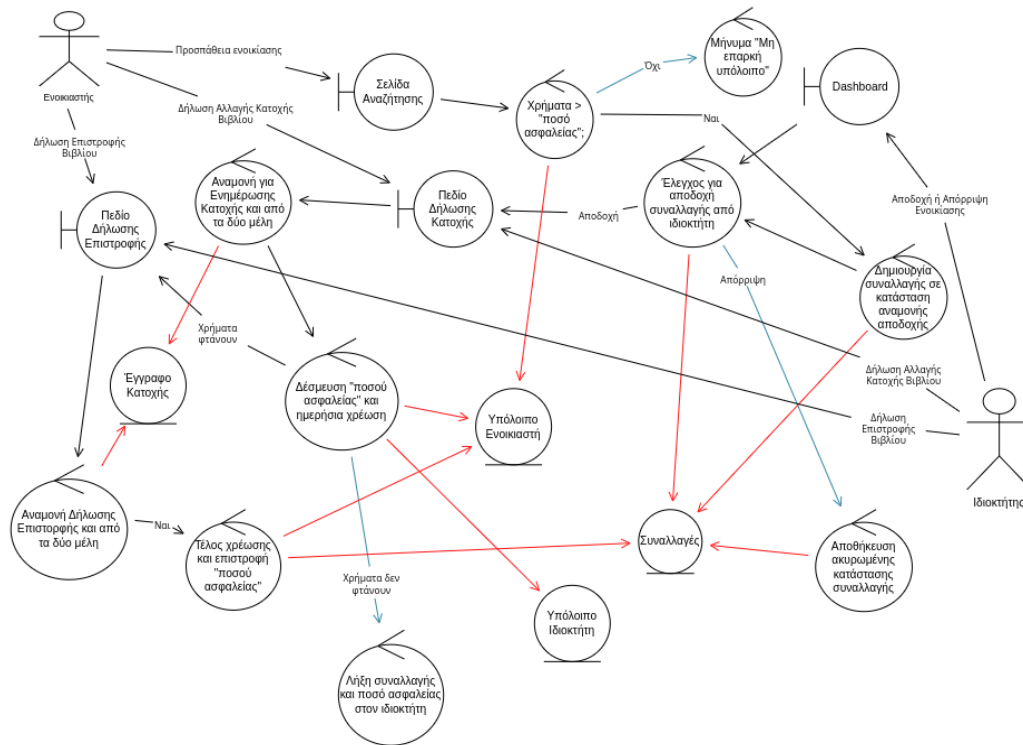 Μήνυμα "Μη
επαρκή
υπόλοιπο"
Προσπάθεια ενοικίασης
Όχι
Σελίδα
Αναζήτησης
Dashboard
Ενοικιαστής
Δήλωση Αλλαγής Κατοχής
Βιβλίου
Χρήματα >
"ποσό
ασφαλείας";
Ναι
Δήλωση Επιστροφής
Βιβλίου
Αναμονή για
Ενημέρωσης
Κατοχής και από
τα δύο μέλη
Πεδίο
Δήλωσης
Κατοχής
Αποδοχή
Έλεγχος για
αποδοχή
συναλλαγής από
ιδιοκτήτη
Αποδοχή ή Απόρριψη
Ενοικίασης
Πεδίο
Δήλωσης
Επιστροφής
Απόρριψη
Δημιουργία
συναλλαγής σε
κατάσταση
αναμονής
αποδοχής
Χρήματα
φτάνουν
Έγγραφο
Κατοχής
Δέσμευση "ποσού
ασφαλείας" και
ημερήσια χρέωση
Υπόλοιπο
Ενοικιαστή
Δήλωση Αλλαγής
Κατοχής Βιβλίου
Δήλωση
Επιστροφής
Βιβλίου
Ιδιοκτήτης
Αναμονή Δήλωσης
Επιστορφής και από
τα δύο μέλη
Ναι
Τέλος χρέωσης
και επιστροφή
"ποσού
ασφαλείας"
Συναλλαγές
Αποθήκευση
ακυρωμένης
κατάστασης
συναλλαγής
Χρήματα δεν
φτάνουν
Υπόλοιπο
Ιδιοκτήτη
Λήξη συναλλαγής
και ποσό ασφαλείας
στον ιδιοκτήτη